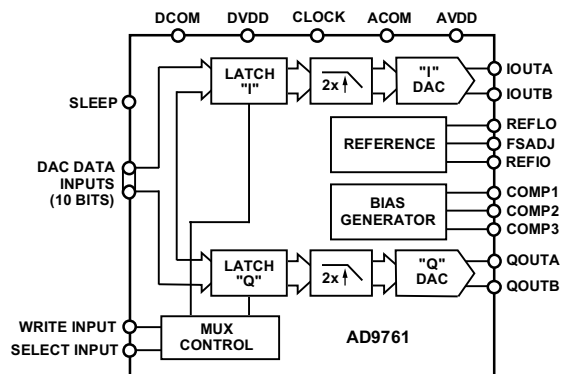 DCOM DVDD CLOCK ACOM AVDD
SLEEP
DAC DATA
INPUTS
(10 BITS)
WRITE INPUT
SELECT INPUT
LATCH
"I"
2x
"I"
DAC
IOUTA
IOUTB
REFERENCE
REFLO
FSADJ
REFIO
BIAS
GENERATOR
COMP1
COMP2
COMP3
LATCH
"Q"
2x
"Q"
DAC
QOUTA
QOUTB
MUX
CONTROL
AD9761